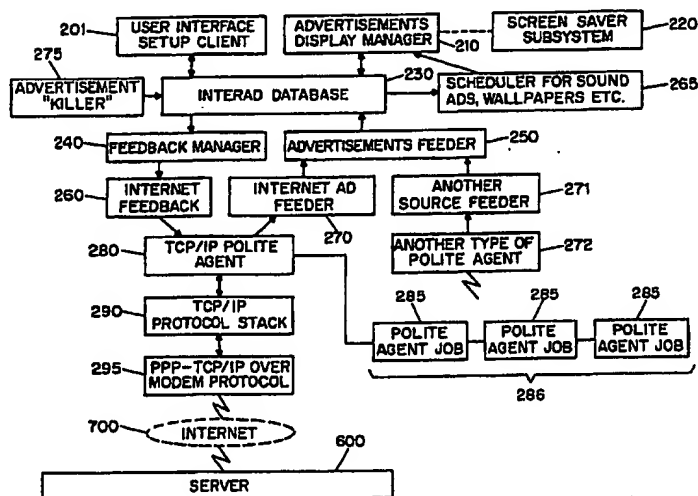 201
USER INTERFACE
SETUP CLIENT
ADVERTISEMENTS
DISPLAY MANAGER
210
SCREEN SAVER
SUBSYSTEM
220
275
ADVERTISEMENT
"KILLER"
INTERAD DATABASE
230
SCHEDULER FOR SOUND
ADS, WALLPAPERS ETC.
265
240
FEEDBACK MANAGER
ADVERTISEMENTS FEEDER
250
260
INTERNET
FEEDBACK
INTERNET AD
FEEDER
270
ANOTHER
SOURCE FEEDER
271
280
TCP/IP POLITE
AGENT
ANOTHER TYPE OF
POLITE AGENT
272
290
TCP/IP
PROTOCOL STACK
285
285
285
POLITE
AGENT JOB
POLITE
AGENT JOB
POLITE
AGENT JOB
286
295
PPP-TCP/IP OVER
MODEM PROTOCOL
700
INTERNET
600
SERVER